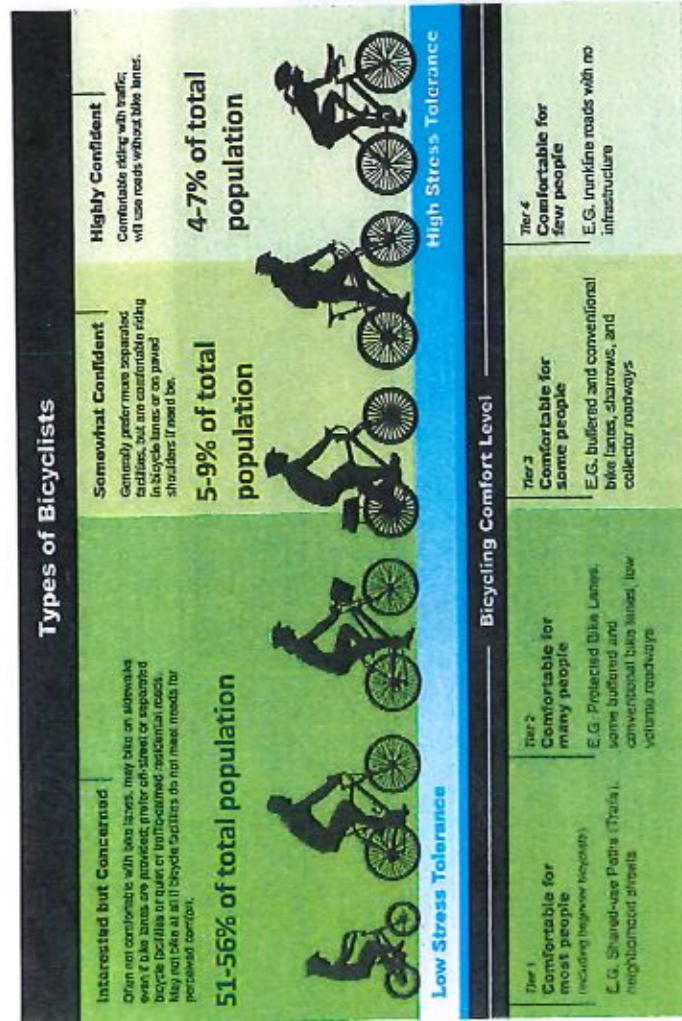 Types of Bicyclists
Interested but Concerned
Often not comfortable with bike lanes, may bike on sidewalks
even if bike lanes are provided; prefer off-street or separated
bicycle facilities or quiet or traffic-calmed residential roads.
May not bike at all if bicycle facilities do not meet needs for
perceived comfort.
51-56% of total population
Somewhat Confident
Generally prefer more separated
facilities, but are comfortable riding
in bicycle lanes or on paved
shoulders if need be.
5-9% of total
population
Highly Confident
Comfortable riding with traffic;
will use roads without bike lanes.
4-7% of total
population
Low Stress Tolerance
High Stress Tolerance
Bicycling Comfort Level
Tier 1
Comfortable for
most people
(including beginner bicyclists)
E.G. Shared-use Paths (Trails),
neighborhood streets
Tier 2
Comfortable for
many people
E.G. Protected Bike Lanes,
some buffered and
conventional bike lanes, low
volume roadways
Tier 3
Comfortable for
some people
E.G. buffered and conventional
bike lanes, sharrows, and
collector roadways
Tier 4
Comfortable for
few people
E.G. trunkline roads with no
infrastructure